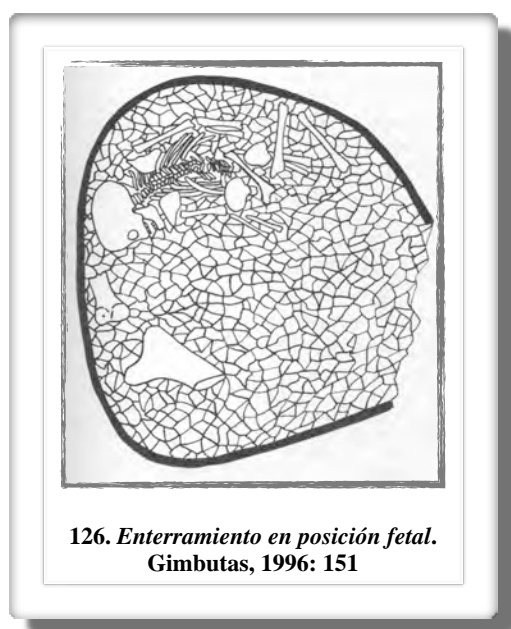 126. Enterramiento en posición fetal.
Gimbutas, 1996: 151